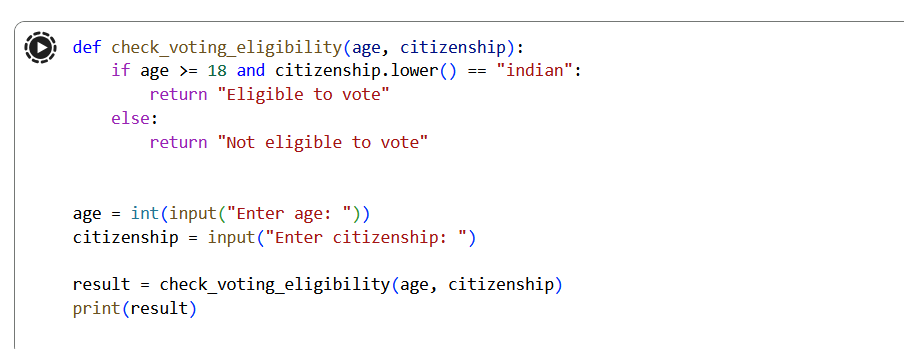 def check_voting_eligibility(age, citizenship):
    if age >= 18 and citizenship.lower() == "indian":
        return "Eligible to vote"
    else:
        return "Not eligible to vote"


age = int(input("Enter age: "))
citizenship = input("Enter citizenship: ")

result = check_voting_eligibility(age, citizenship)
print(result)